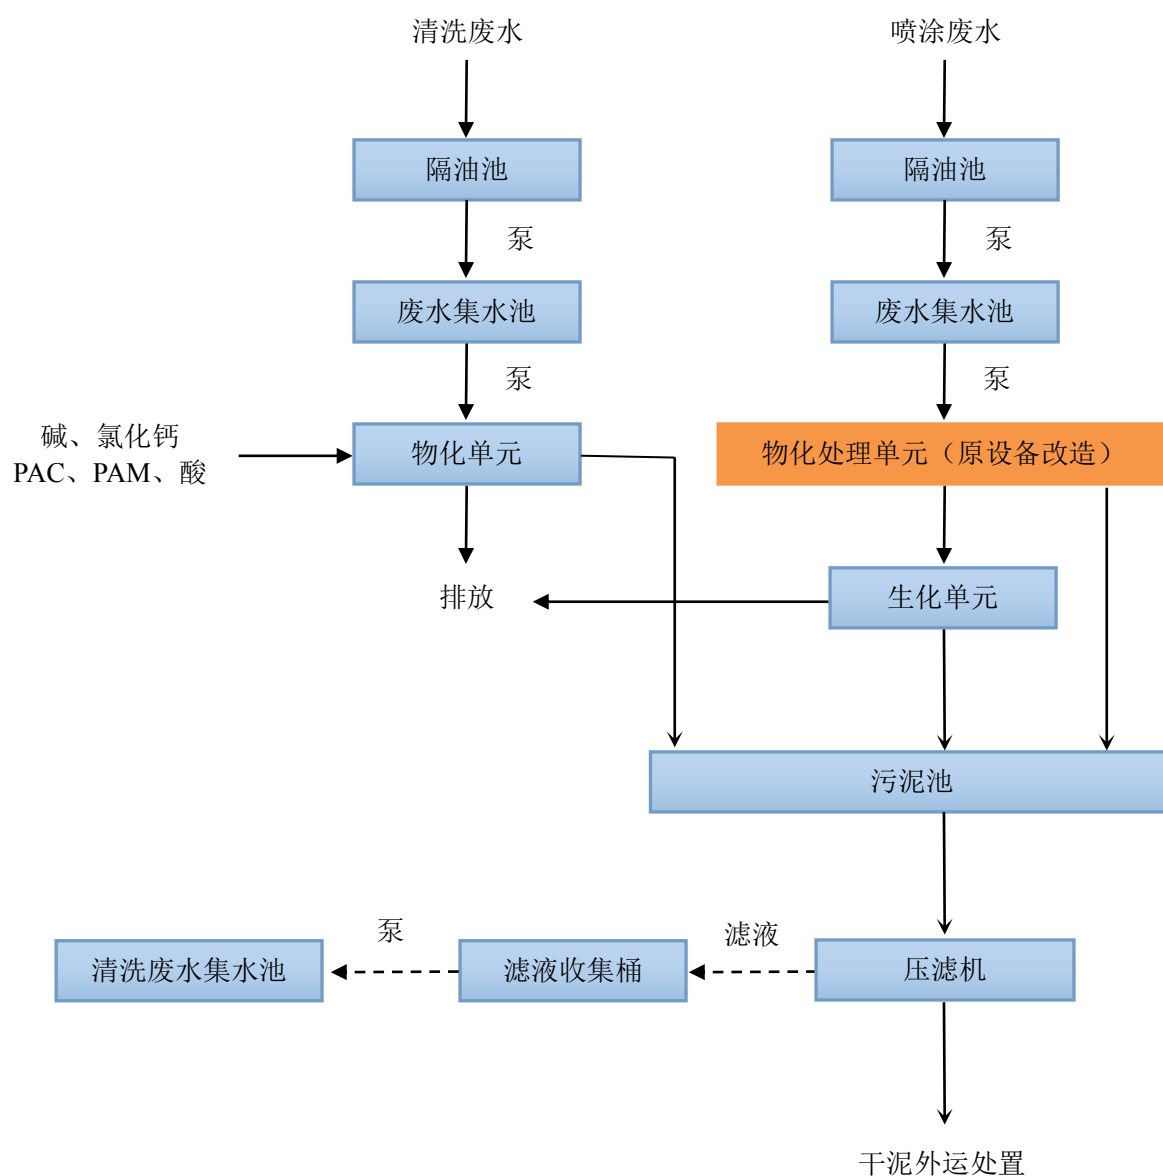 清洗废水
喷涂废水
隔油池
隔油池
泵
泵
废水集水池
废水集水池
泵
泵
碱、氯化钙
PAC、PAM、酸
物化单元
物化处理单元（原设备改造）
排放
生化单元
污泥池
泵
滤液
清洗废水集水池
滤液收集桶
压滤机
干泥外运处置